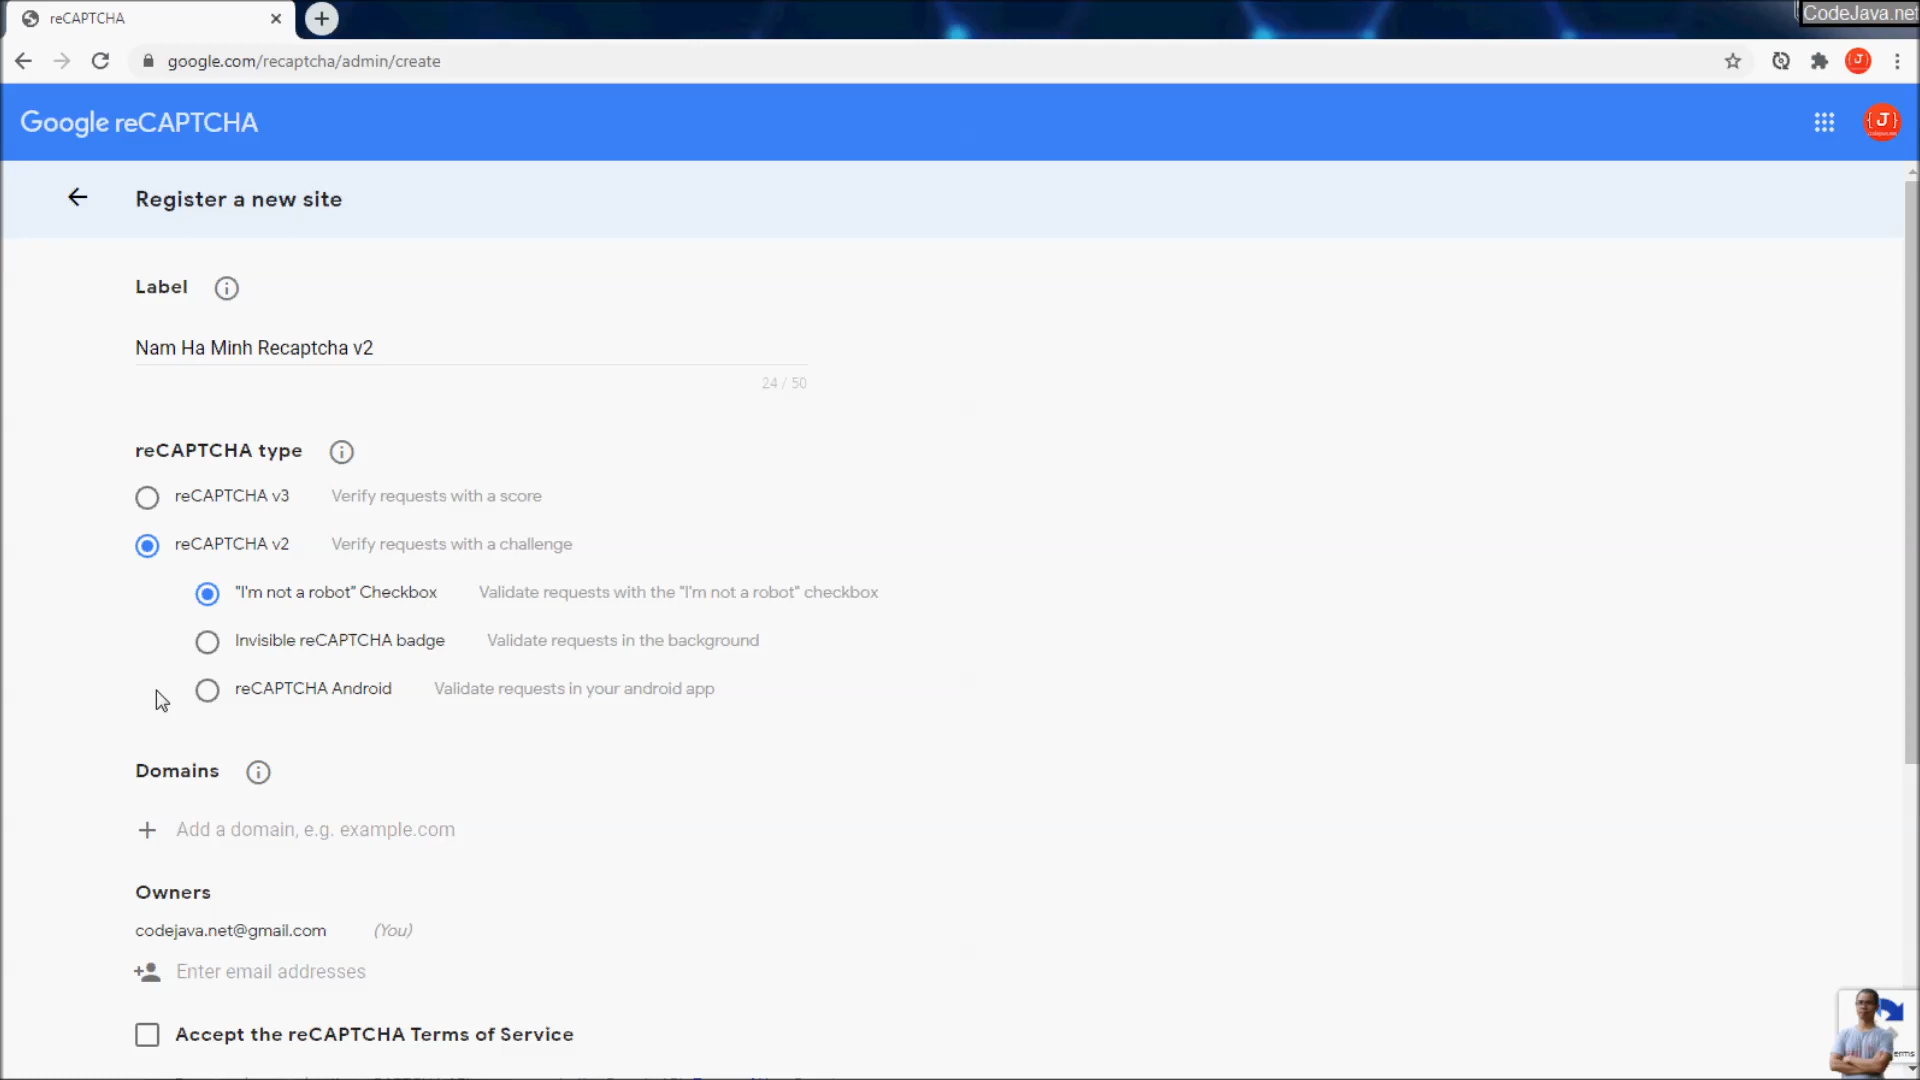 reCAPTCHA
CodeJava.net
google.com/recaptcha/admin/create
Google reCAPTCHA
Register a new site
Label
Nam Ha Minh Recaptcha v2
24 / 50
reCAPTCHA type
reCAPTCHA v3 Verify requests with a score
reCAPTCHA v2 Verify requests with a challenge
"I'm not a robot" Checkbox Validate requests with the "I'm not a robot" checkbox
Invisible reCAPTCHA badge Validate requests in the background
reCAPTCHA Android Validate requests in your android app
Domains
Add a domain, e.g. example.com
Owners
codejava.net@gmail.com (You)
Enter email addresses
Accept the reCAPTCHA Terms of Service